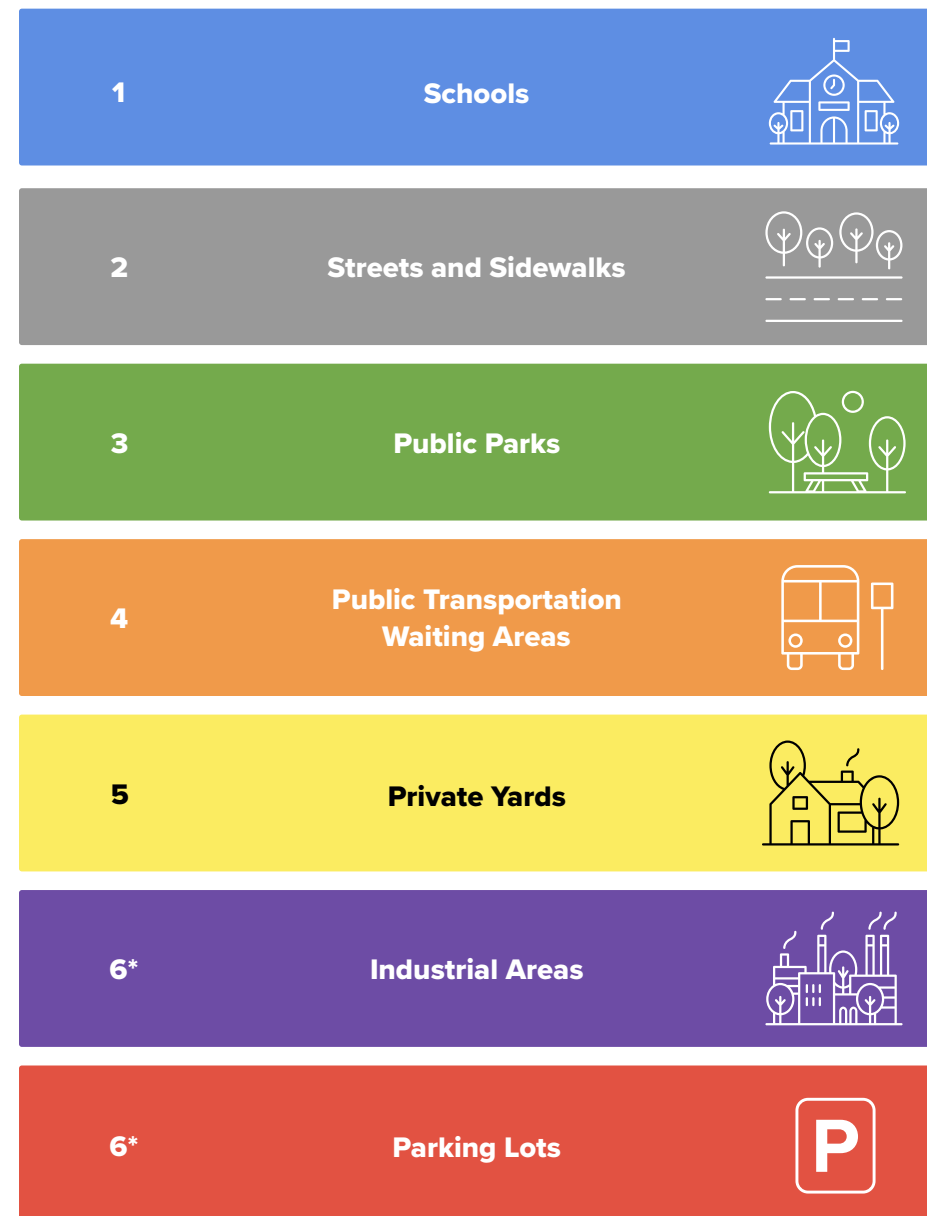 1 Schools
2 Streets and Sidewalks
3 Public Parks
4 Public Transportation
Waiting Areas
5 Private Yards
6* Industrial Areas
6* Parking Lots
P